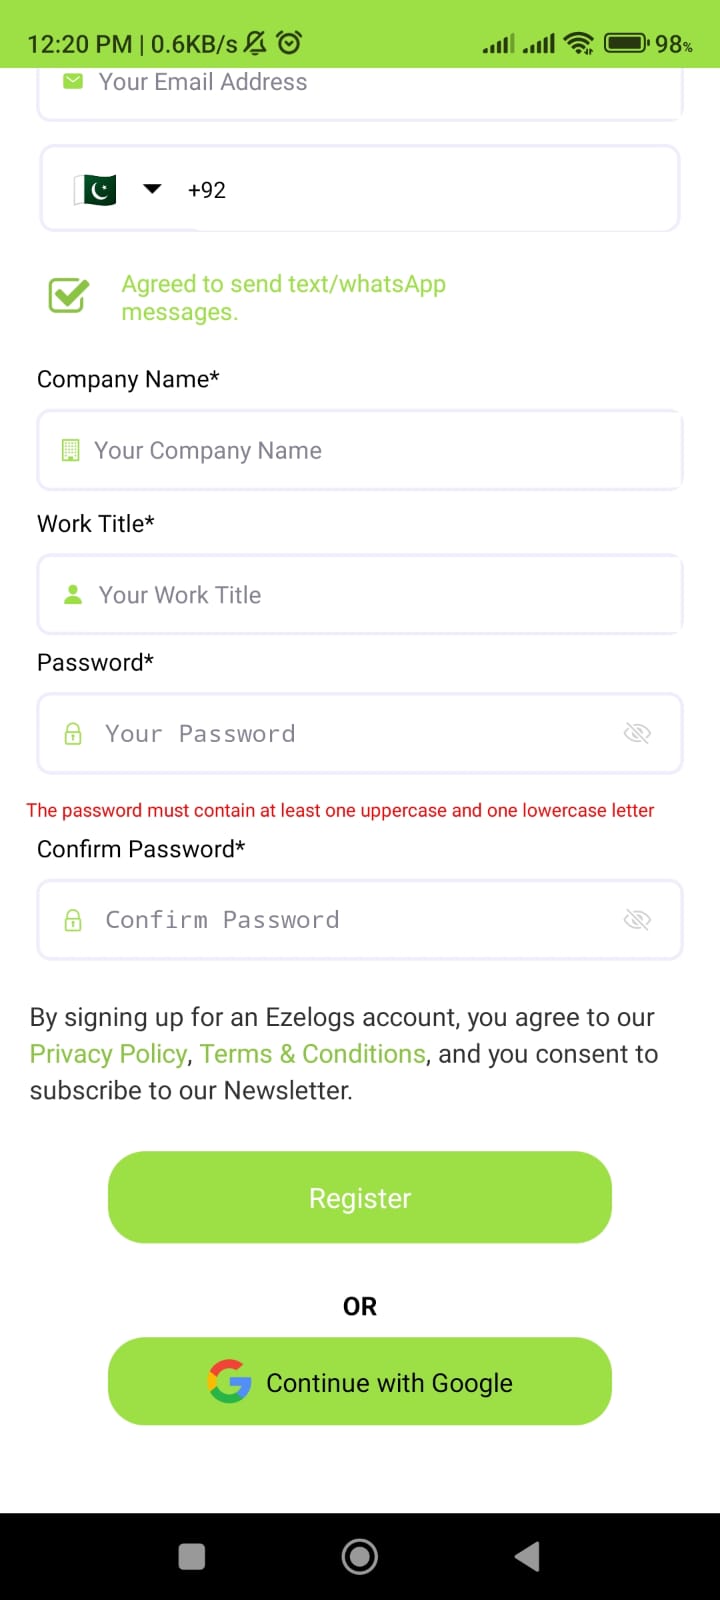 12:20 PM | 0.6KB/s 98%
Your Email Address
+92
Agreed to send text/whatsApp
messages.
Company Name*
Your Company Name
Work Title*
Your Work Title
Password*
Your Password
The password must contain at least one uppercase and one lowercase letter
Confirm Password*
Confirm Password
By signing up for an Ezelogs account, you agree to our
Privacy Policy, Terms & Conditions, and you consent to
subscribe to our Newsletter.
Register
OR
Continue with Google